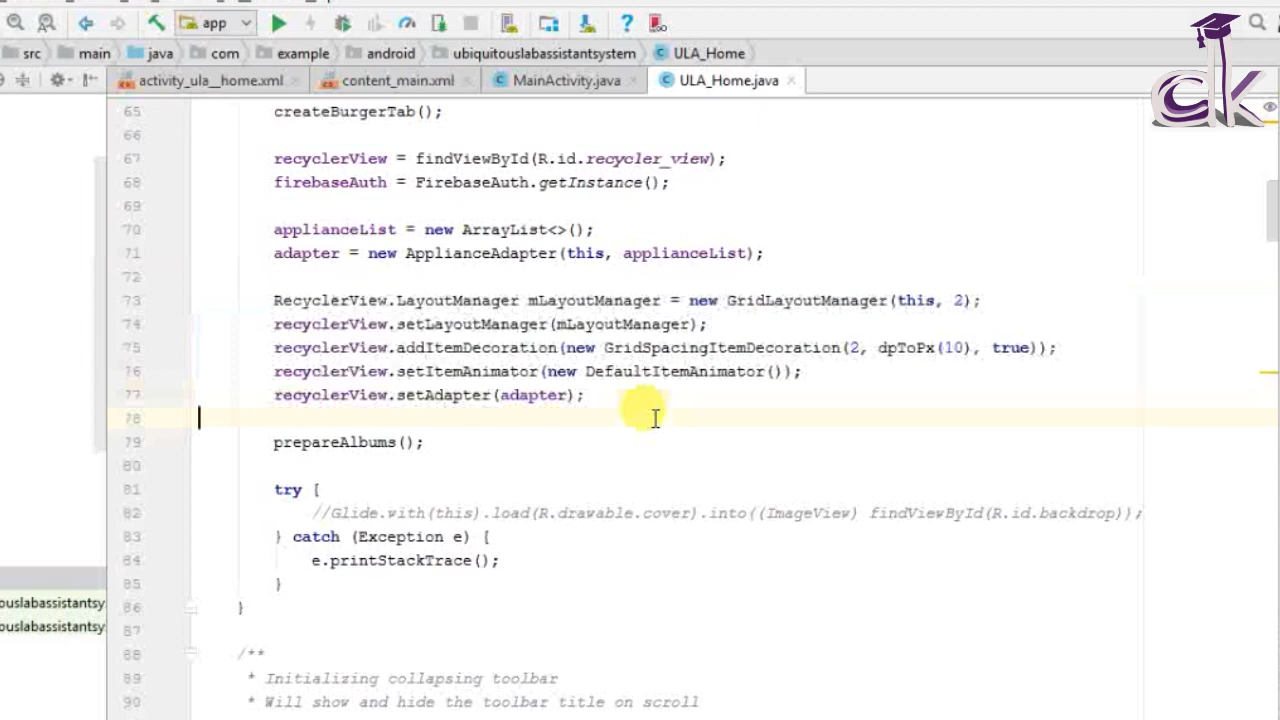 app
src main java com example android ubiquitouslabassistantsystem ULA_Home
activity_ula__home.xml content_main.xml MainActivity.java ULA_Home.java
65 createBurgerTab();
66
67 recyclerView = findViewById(R.id.recycler_view);
68 firebaseAuth = FirebaseAuth.getInstance();
69
70 applianceList = new ArrayList<>();
71 adapter = new ApplianceAdapter(this, applianceList);
72
73 RecyclerView.LayoutManager mLayoutManager = new GridLayoutManager(this, 2);
74 recyclerView.setLayoutManager(mLayoutManager);
75 recyclerView.addItemDecoration(new GridSpacingItemDecoration(2, dpToPx(10), true));
76 recyclerView.setItemAnimator(new DefaultItemAnimator());
77 recyclerView.setAdapter(adapter);
78
79 prepareAlbums();
80
81 try {
82 //Glide.with(this).load(R.drawable.cover).into((ImageView) findViewById(R.id.backdrop));
83 } catch (Exception e) {
84 e.printStackTrace();
85 }
86 }
87
88 /**
89 * Initializing collapsing toolbar
90 * Will show and hide the toolbar title on scroll
ouslabassistantsy
ouslabassistantsy
ck